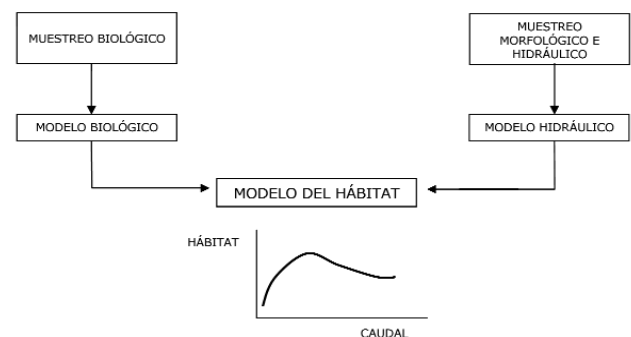 MUESTREO BIOLÓGICO
MUESTREO
MORFOLÓGICO E
HIDRÁULICO
MODELO BIOLÓGICO
MODELO HIDRÁULICO
MODELO DEL HÁBITAT
HÁBITAT
CAUDAL